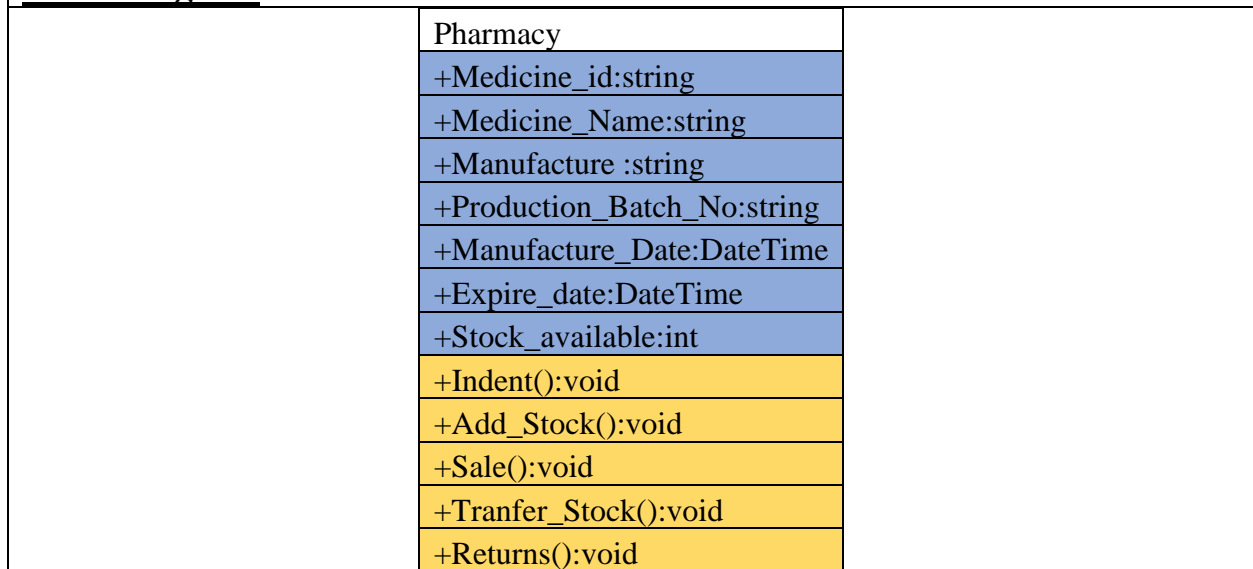 Pharmacy
+Medicine_id:string
+Medicine_Name:string
+Manufacture :string
+Production_Batch_No:string
+Manufacture_Date:DateTime
+Expire_date:DateTime
+Stock_available:int
+Indent():void
+Add_Stock():void
+Sale():void
+Tranfer_Stock():void
+Returns():void